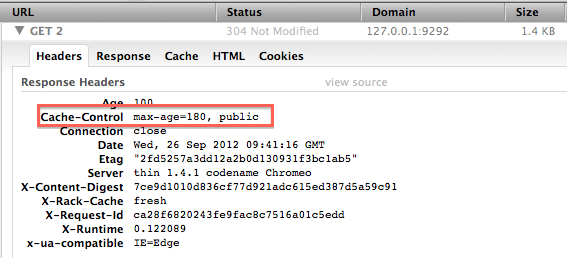 URL Status Domain Size
GET 2 304 Not Modified 127.0.0.1:9292 1.4 KB
Headers Response Cache HTML Cookies
Response Headers view source
Age 100
Cache-Control max-age=180, public
Connection close
Date Wed, 26 Sep 2012 09:41:16 GMT
Etag "2fd5257a3dd12a2b0d130931f3bc1ab5"
Server thin 1.4.1 codename Chromeo
X-Content-Digest 7ce9d1010d836cf77d921adc615ed387d5a59c91
X-Rack-Cache fresh
X-Request-Id ca28f6820243fe9fac8c7516a01c5edd
X-Runtime 0.122089
x-ua-compatible IE=Edge